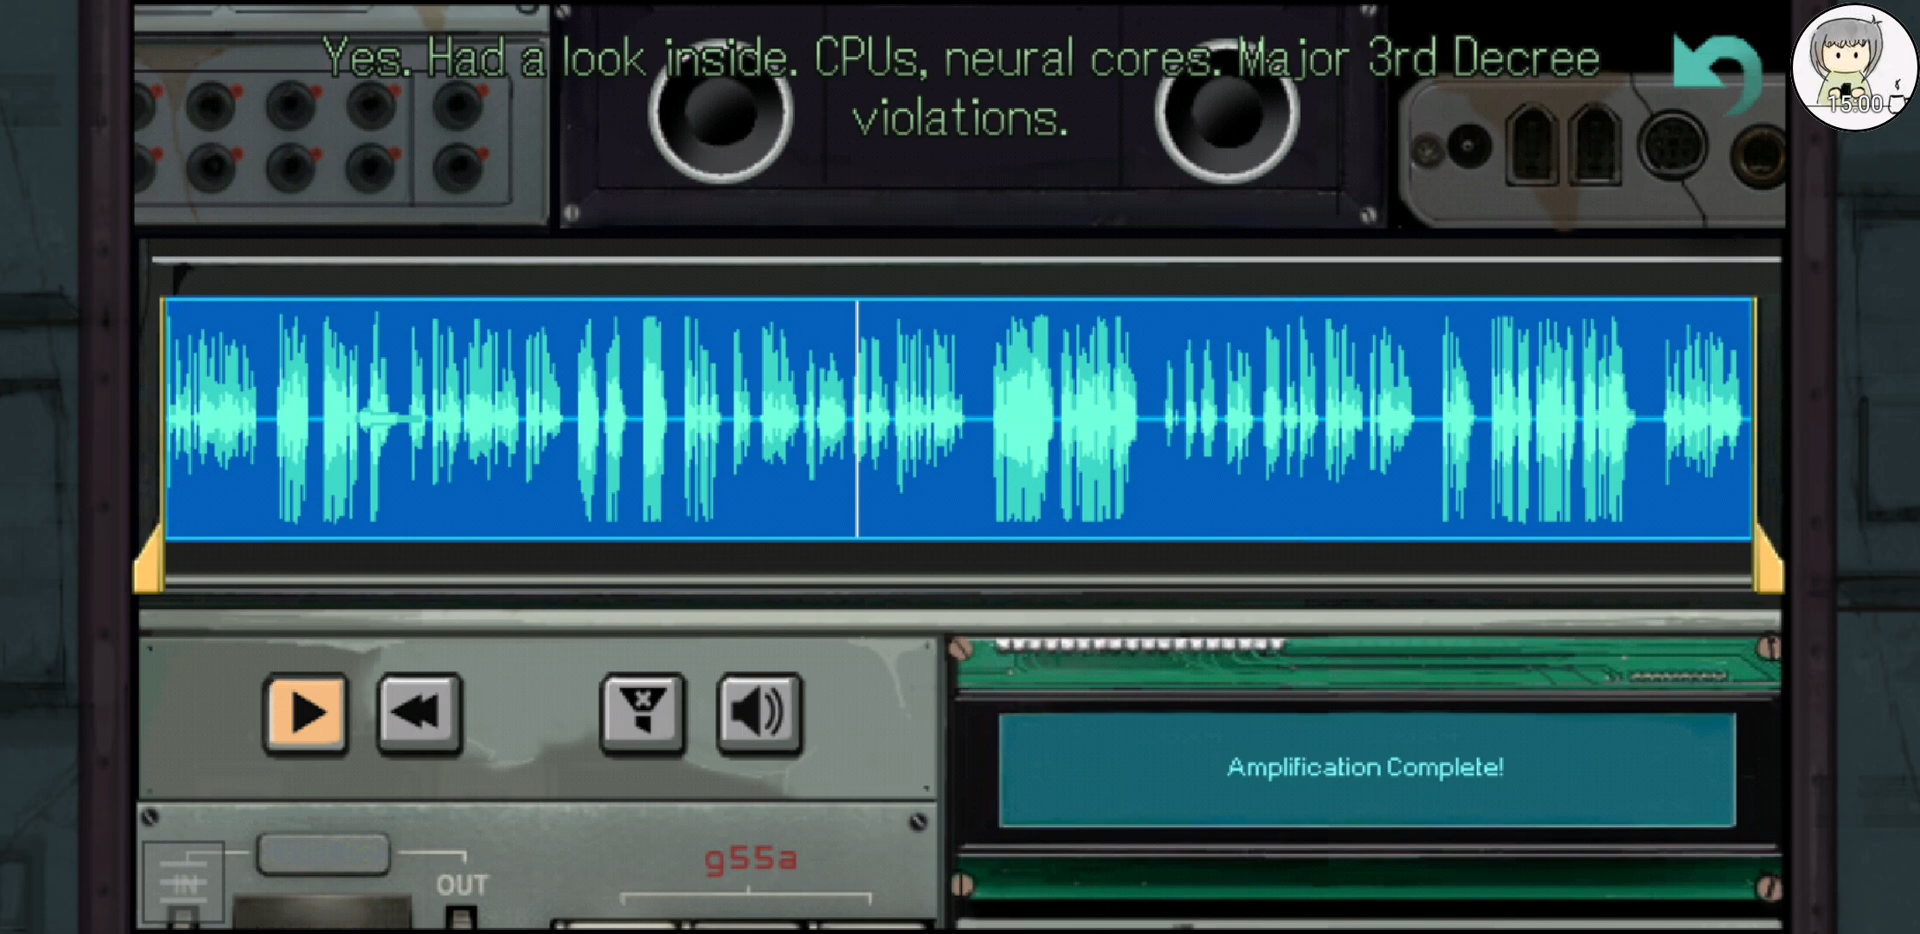 Yes. Had a look inside. CPUs, neural cores. Major 3rd Decree
violations.
15:00
Amplification Complete!
g55a
IN
OUT